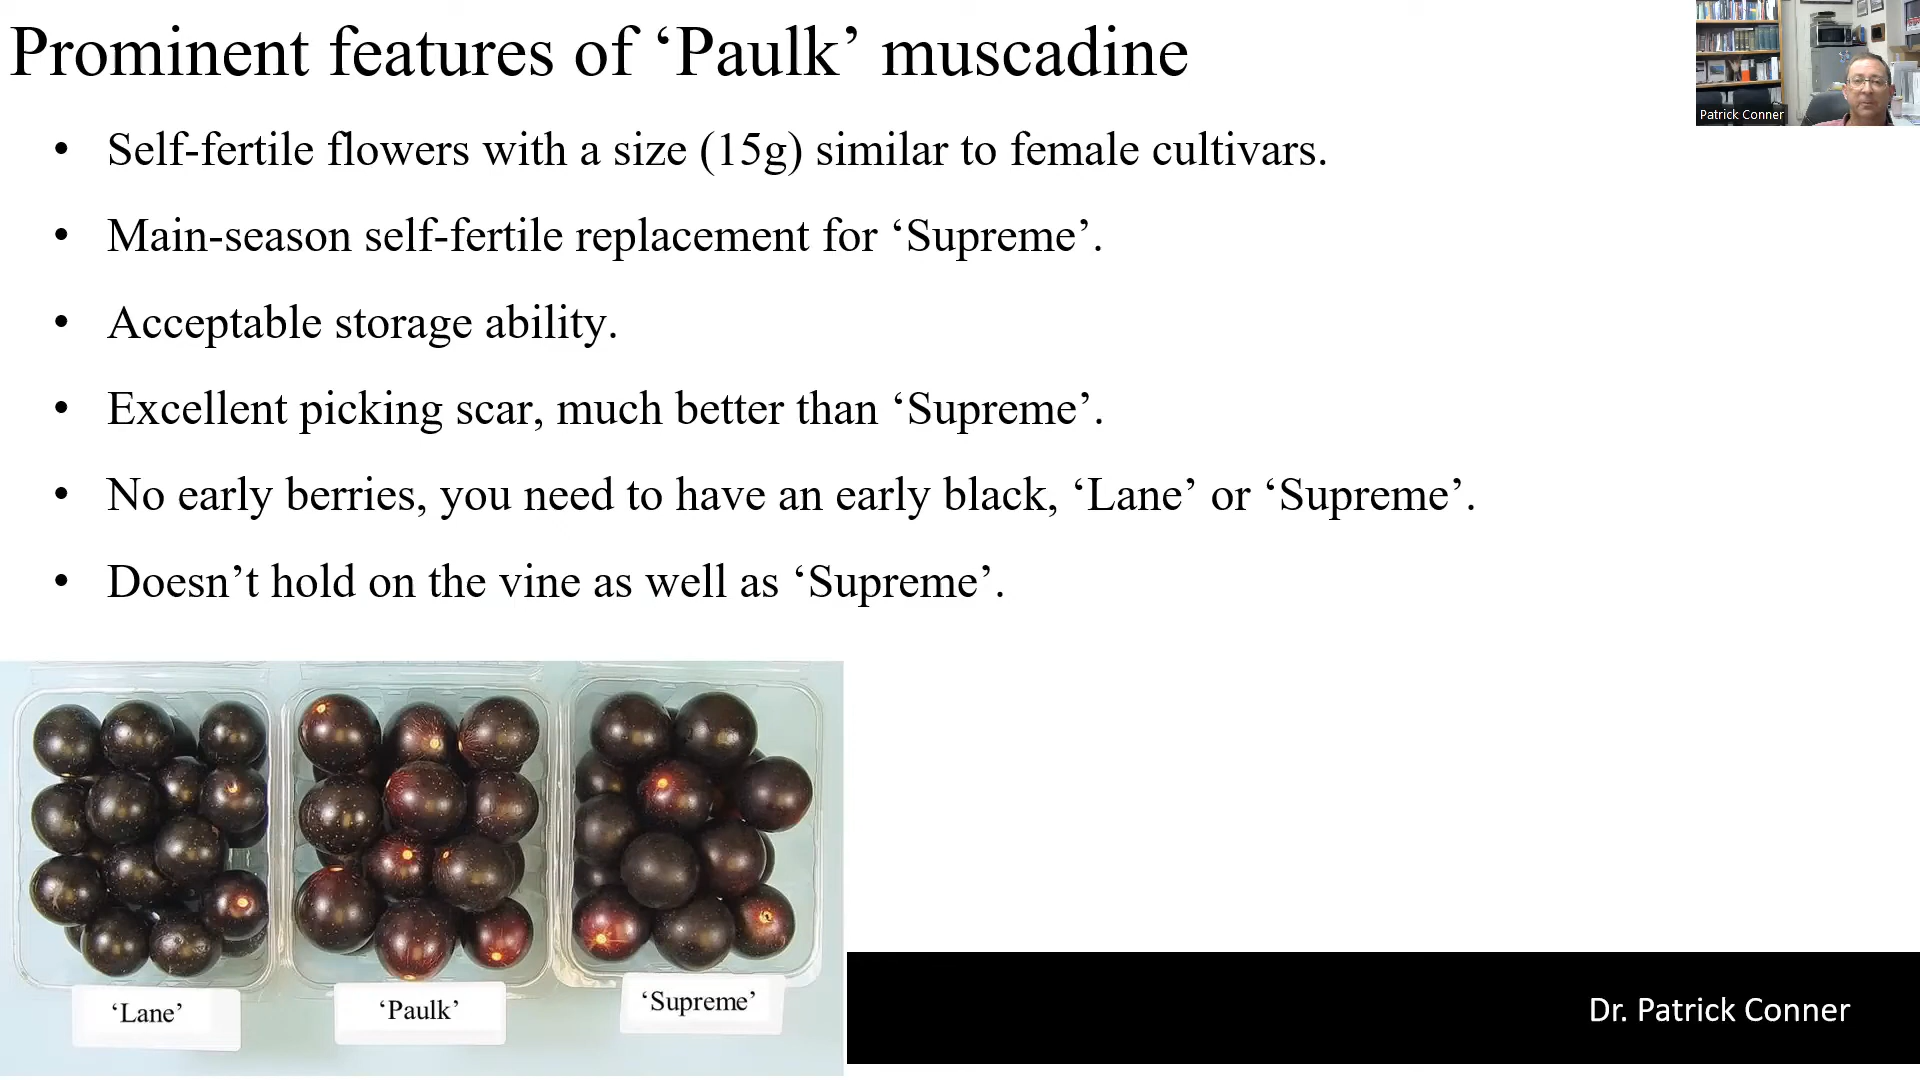 Prominent features of ‘Paulk’ muscadine
Patrick Conner
• Self-fertile flowers with a size (15g) similar to female cultivars.
• Main-season self-fertile replacement for ‘Supreme’.
• Acceptable storage ability.
• Excellent picking scar, much better than ‘Supreme’.
• No early berries, you need to have an early black, ‘Lane’ or ‘Supreme’.
• Doesn’t hold on the vine as well as ‘Supreme’.
‘Lane’
‘Paulk’
‘Supreme’
Dr. Patrick Conner